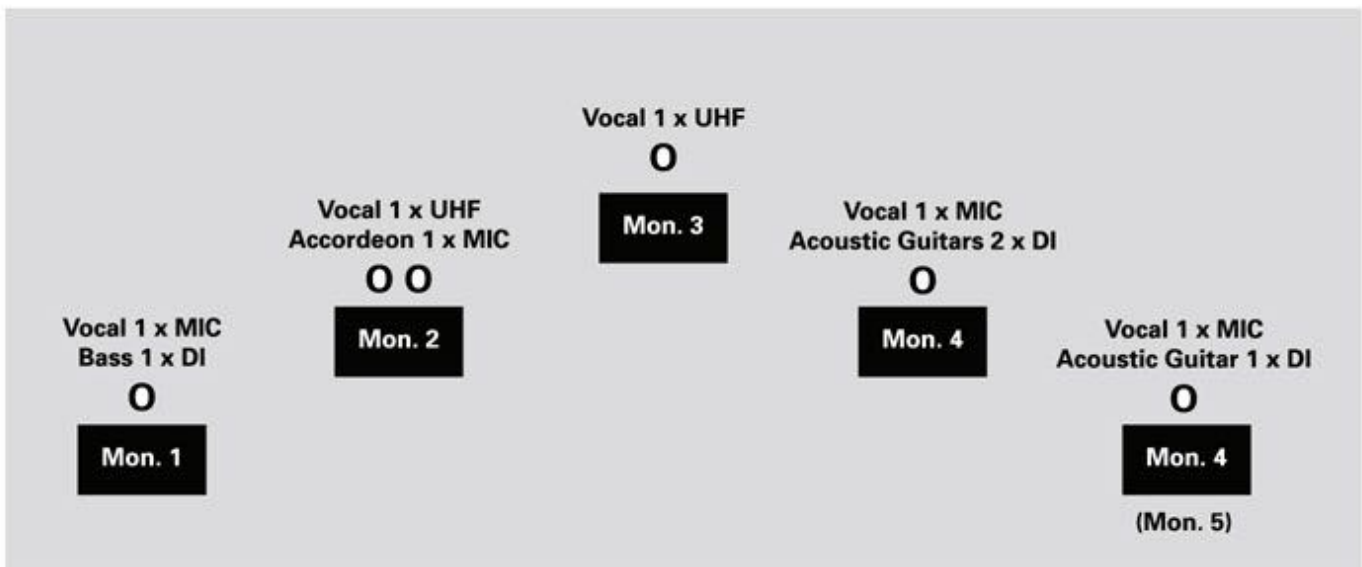 Vocal 1 x UHF
O
Mon. 3
Vocal 1 x UHF
Accordeon 1 x MIC
O O
Mon. 2
Vocal 1 x MIC
Acoustic Guitars 2 x DI
O
Mon. 4
Vocal 1 x MIC
Bass 1 x DI
O
Mon. 1
Vocal 1 x MIC
Acoustic Guitar 1 x DI
O
Mon. 4
(Mon. 5)